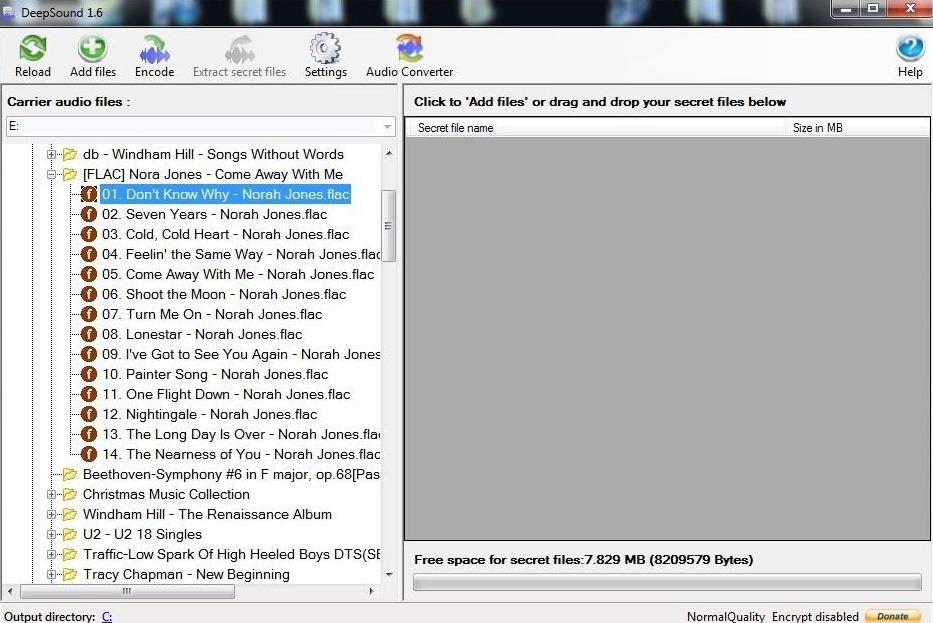 DeepSound 1.6
Reload Add files Encode Extract secret files Settings Audio Converter Help
Carrier audio files :
E:
db - Windham Hill - Songs Without Words
[FLAC] Nora Jones - Come Away With Me
01. Don't Know Why - Norah Jones.flac
02. Seven Years - Norah Jones.flac
03. Cold, Cold Heart - Norah Jones.flac
04. Feelin' the Same Way - Norah Jones.flac
05. Come Away With Me - Norah Jones.flac
06. Shoot the Moon - Norah Jones.flac
07. Turn Me On - Norah Jones.flac
08. Lonestar - Norah Jones.flac
09. I've Got to See You Again - Norah Jones
10. Painter Song - Norah Jones.flac
11. One Flight Down - Norah Jones.flac
12. Nightingale - Norah Jones.flac
13. The Long Day Is Over - Norah Jones.fla
14. The Nearness of You - Norah Jones.flac
Beethoven-Symphony #6 in F major, op.68[Pas
Christmas Music Collection
Windham Hill - The Renaissance Album
U2 - U2 18 Singles
Traffic-Low Spark Of High Heeled Boys DTS(SE
Tracy Chapman - New Beginning
Click to 'Add files' or drag and drop your secret files below
Secret file name Size in MB
Free space for secret files:7.829 MB (8209579 Bytes)
Output directory: C:
NormalQuality Encrypt disabled Donate